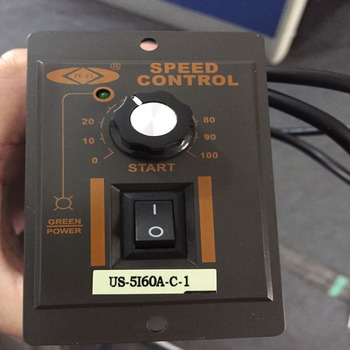 SPEED
CONTROL
®
20
10
0
80
90
100
START
GREEN
POWER
I
O
US-5I60A-C-1